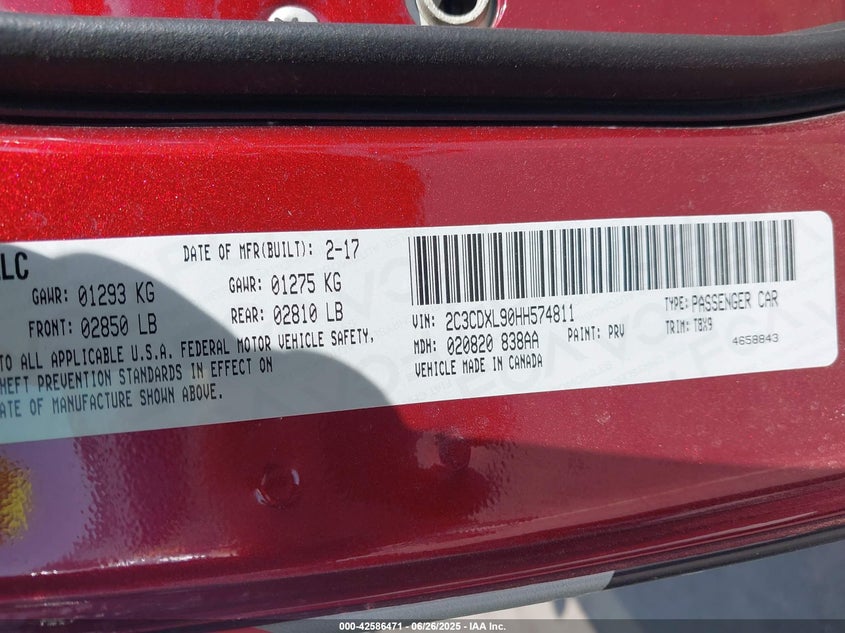 LC
DATE OF MFR(BUILT): 2-17
GAWR: 01293 KG GAWR: 01275 KG
FRONT: 02850 LB REAR: 02810 LB
TO ALL APPLICABLE U.S.A. FEDERAL MOTOR VEHICLE SAFETY,
HEFT PREVENTION STANDARDS IN EFFECT ON
ATE OF MANUFACTURE SHOWN ABOVE.
VIN: 2C3CDXL90HH574811 TYPE: PASSENGER CAR
MDH: 020820 838AA PAINT: PRV TRIM: TBX9
VEHICLE MADE IN CANADA 4658843
000-42586471 - 06/26/2025 - IAA Inc.